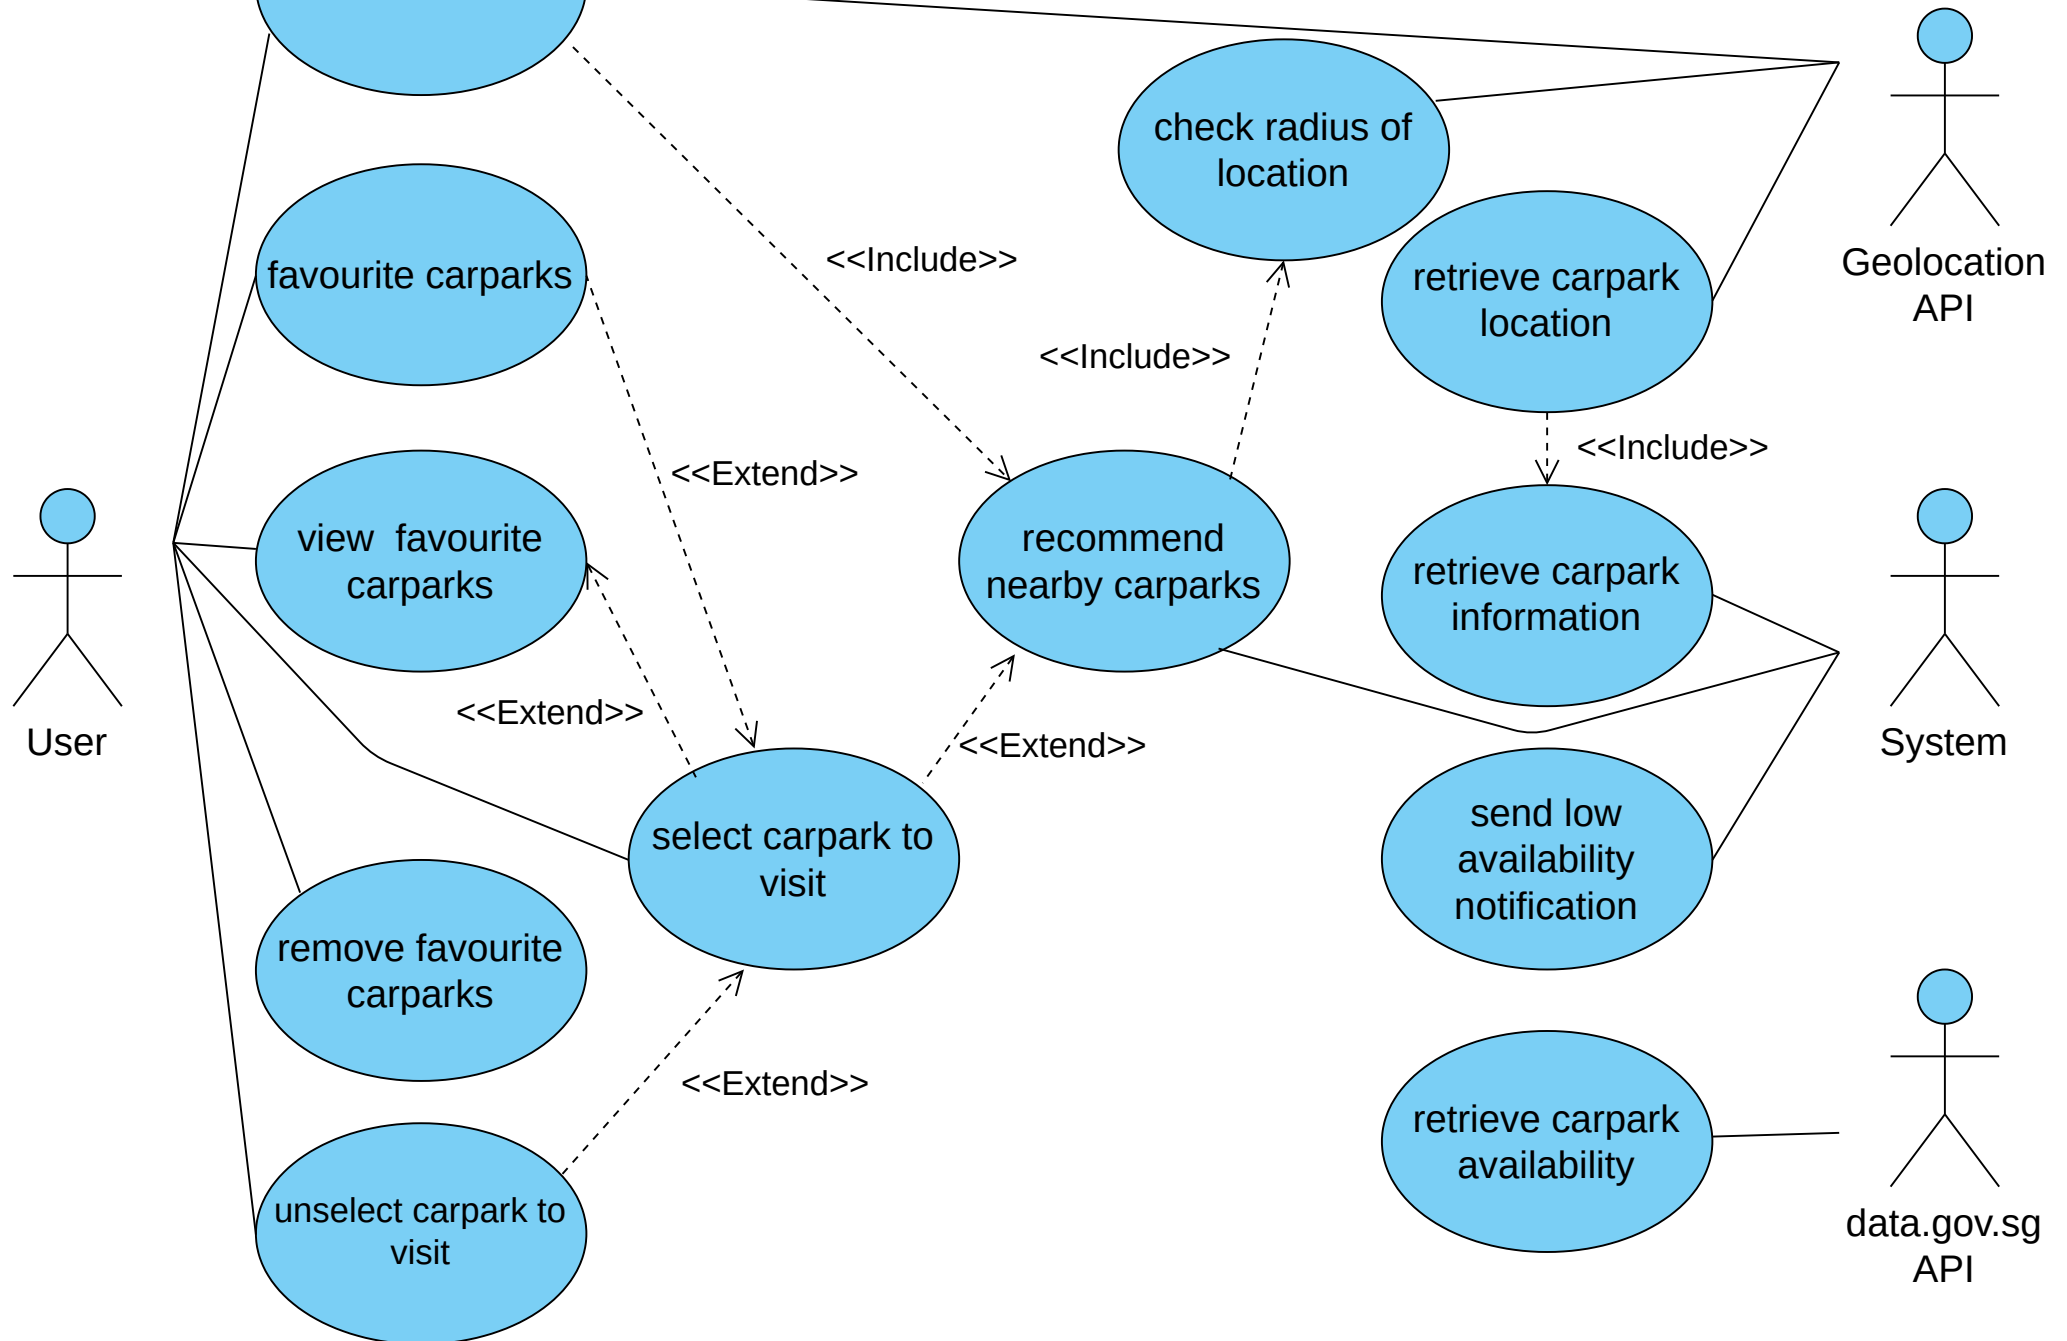 check radius of
location
Geolocation
API
<<Include>>
favourite carparks
retrieve carpark
location
<<Include>>
<<Include>>
<<Extend>>
view  favourite
carparks
recommend
nearby carparks
retrieve carpark
information
User
<<Extend>>
<<Extend>>
System
select carpark to
visit
send low
availability
notification
remove favourite
carparks
<<Extend>>
retrieve carpark
availability
unselect carpark to
visit
data.gov.sg
API